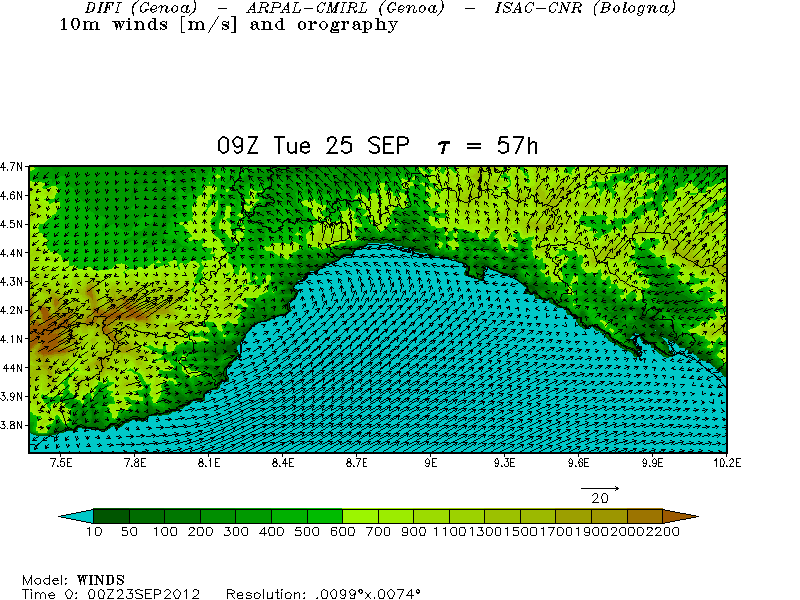 DIFI (Genoa) – ARPAL–CMIRL (Genoa) – ISAC–CNR (Bologna)
10m winds [m/s] and orography
09Z Tue 25 SEP τ = 57h
4.7N
4.6N
4.5N
4.4N
4.3N
4.2N
4.1N
44N
3.9N
3.8N
7.5E 7.8E 8.1E 8.4E 8.7E 9E 9.3E 9.6E 9.9E 10.2E
20
10 50 100 200 300 400 500 600 700 900 1100 1300 1500 1700 1900 2000 2200
Model: WINDS
Time 0: 00Z23SEP2012 Resolution: .0099°x.0074°